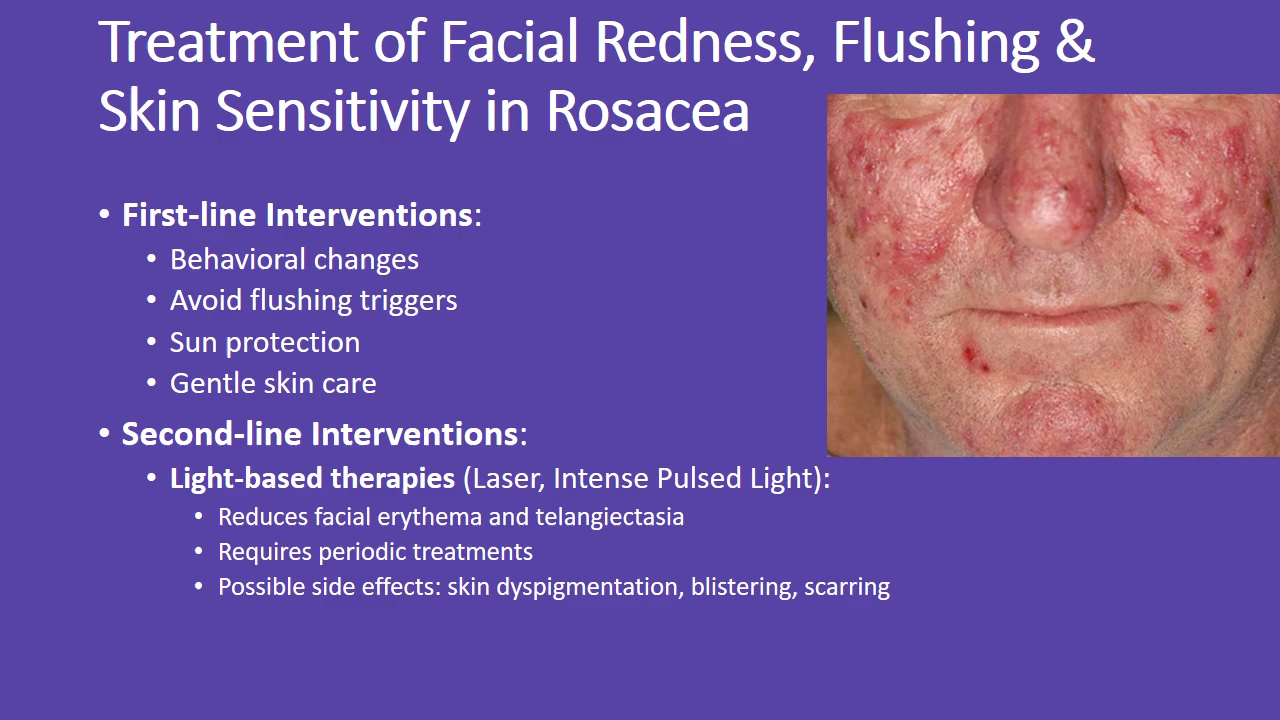 Treatment of Facial Redness, Flushing &
Skin Sensitivity in Rosacea
• First-line Interventions:
• Behavioral changes
• Avoid flushing triggers
• Sun protection
• Gentle skin care
• Second-line Interventions:
• Light-based therapies (Laser, Intense Pulsed Light):
• Reduces facial erythema and telangiectasia
• Requires periodic treatments
• Possible side effects: skin dyspigmentation, blistering, scarring